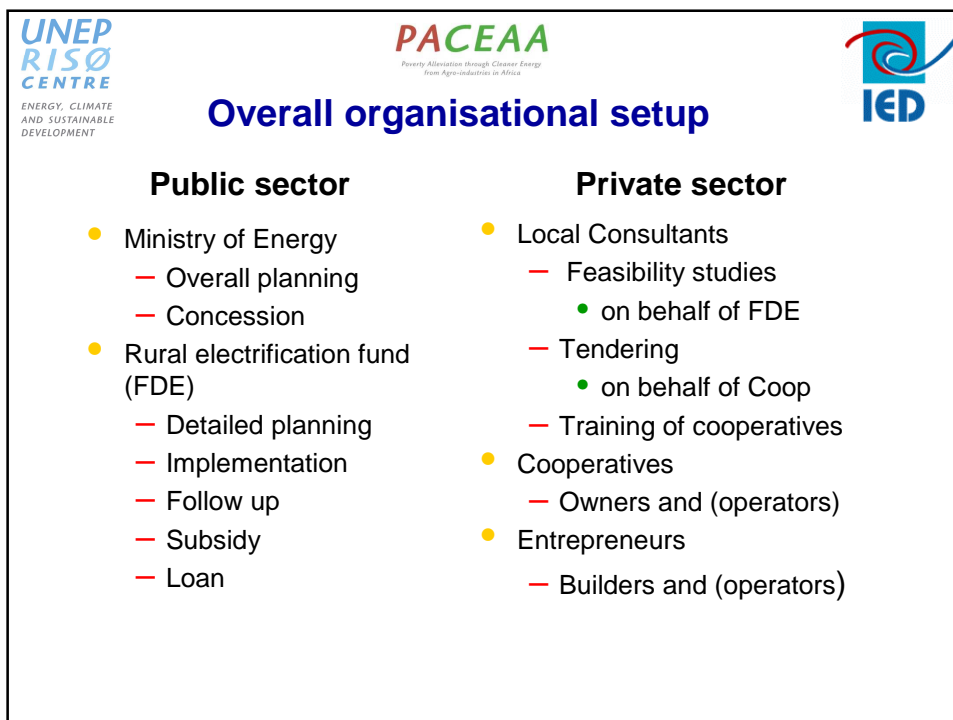 UNEP
RISØ
CENTRE
ENERGY, CLIMATE
AND SUSTAINABLE
DEVELOPMENT
PACEAA
Poverty Alleviation through Cleaner Energy
from Agro-industries in Africa
IED
Overall organisational setup
Public sector
• Ministry of Energy
– Overall planning
– Concession
• Rural electrification fund
(FDE)
– Detailed planning
– Implementation
– Follow up
– Subsidy
– Loan
Private sector
• Local Consultants
– Feasibility studies
• on behalf of FDE
– Tendering
• on behalf of Coop
– Training of cooperatives
• Cooperatives
– Owners and (operators)
• Entrepreneurs
– Builders and (operators)